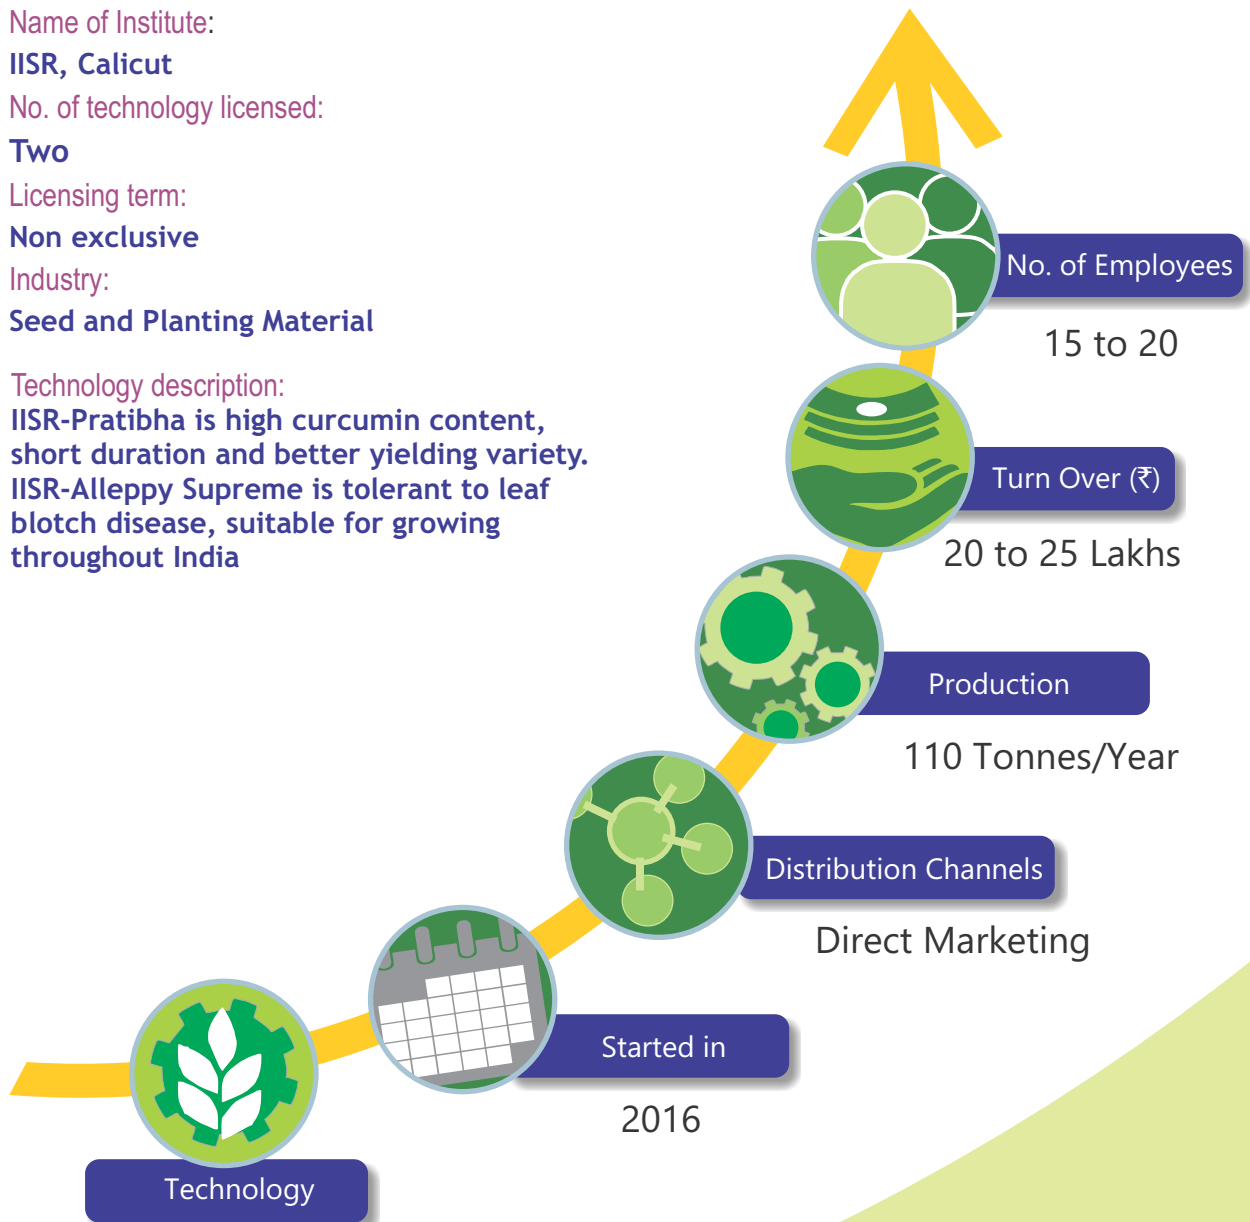 Name of Institute:
IISR, Calicut
No. of technology licensed:
Two
Licensing term:
Non exclusive
Industry:
Seed and Planting Material
Technology description:
IISR-Pratibha is high curcumin content,
short duration and better yielding variety.
IISR-Alleppy Supreme is tolerant to leaf
blotch disease, suitable for growing
throughout India
No. of Employees
15 to 20
Turn Over (₹)
20 to 25 Lakhs
Production
110 Tonnes/Year
Distribution Channels
Direct Marketing
Started in
2016
Technology